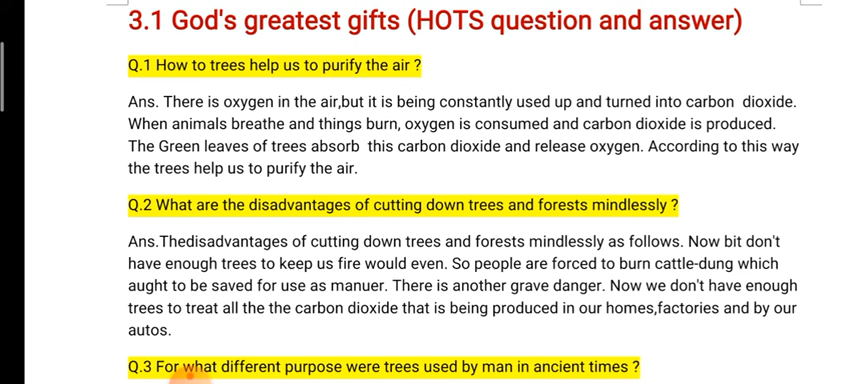 3.1 God's greatest gifts (HOTS question and answer)
Q.1 How to trees help us to purify the air ?
Ans. There is oxygen in the air,but it is being constantly used up and turned into carbon dioxide.
When animals breathe and things burn, oxygen is consumed and carbon dioxide is produced.
The Green leaves of trees absorb this carbon dioxide and release oxygen. According to this way
the trees help us to purify the air.
Q.2 What are the disadvantages of cutting down trees and forests mindlessly ?
Ans.Thedisadvantages of cutting down trees and forests mindlessly as follows. Now bit don't
have enough trees to keep us fire would even. So people are forced to burn cattle-dung which
aught to be saved for use as manuer. There is another grave danger. Now we don't have enough
trees to treat all the the carbon dioxide that is being produced in our homes,factories and by our
autos.
Q.3 For what different purpose were trees used by man in ancient times ?